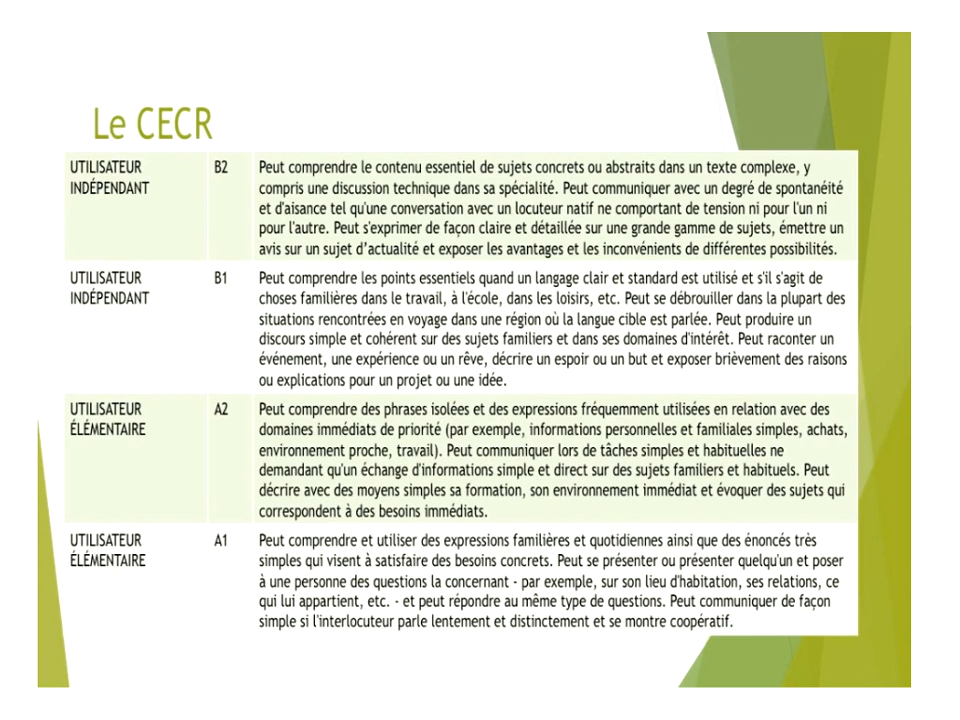 Le CECR
UTILISATEUR
INDÉPENDANT
B2
Peut comprendre le contenu essentiel de sujets concrets ou abstraits dans un texte complexe, y
compris une discussion technique dans sa spécialité. Peut communiquer avec un degré de spontanéité
et d'aisance tel qu'une conversation avec un locuteur natif ne comportant de tension ni pour l'un ni
pour l'autre. Peut s'exprimer de façon claire et détaillée sur une grande gamme de sujets, émettre un
avis sur un sujet d’actualité et exposer les avantages et les inconvénients de différentes possibilités.
UTILISATEUR
INDÉPENDANT
B1
Peut comprendre les points essentiels quand un langage clair et standard est utilisé et s'il s'agit de
choses familières dans le travail, à l'école, dans les loisirs, etc. Peut se débrouiller dans la plupart des
situations rencontrées en voyage dans une région où la langue cible est parlée. Peut produire un
discours simple et cohérent sur des sujets familiers et dans ses domaines d'intérêt. Peut raconter un
événement, une expérience ou un rêve, décrire un espoir ou un but et exposer brièvement des raisons
ou explications pour un projet ou une idée.
UTILISATEUR
ÉLÉMENTAIRE
A2
Peut comprendre des phrases isolées et des expressions fréquemment utilisées en relation avec des
domaines immédiats de priorité (par exemple, informations personnelles et familiales simples, achats,
environnement proche, travail). Peut communiquer lors de tâches simples et habituelles ne
demandant qu'un échange d'informations simple et direct sur des sujets familiers et habituels. Peut
décrire avec des moyens simples sa formation, son environnement immédiat et évoquer des sujets qui
correspondent à des besoins immédiats.
UTILISATEUR
ÉLÉMENTAIRE
A1
Peut comprendre et utiliser des expressions familières et quotidiennes ainsi que des énoncés très
simples qui visent à satisfaire des besoins concrets. Peut se présenter ou présenter quelqu'un et poser
à une personne des questions la concernant - par exemple, sur son lieu d'habitation, ses relations, ce
qui lui appartient, etc. - et peut répondre au même type de questions. Peut communiquer de façon
simple si l'interlocuteur parle lentement et distinctement et se montre coopératif.